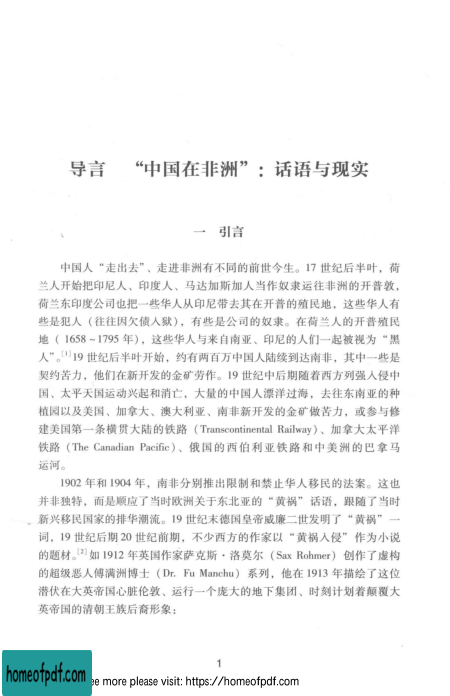 导言 “中国在非洲”：话语与现实
一 引言
中国人“走出去”、走进非洲有不同的前世今生。17 世纪后半叶，荷
兰人开始把印尼人、印度人、马达加斯加人当作奴隶运往非洲的开普敦，
荷兰东印度公司也把一些华人从印尼带去其在开普的殖民地，这些华人有
些是犯人（往往因欠债入狱），有些是公司的奴隶。在荷兰人的开普殖民
地（1658～1795 年），这些华人与来自南亚、印尼的人们一起被视为“黑
人”。[1]19 世纪后半叶开始，约有两百万中国人陆续到达南非，其中一些是
契约苦力，他们在新开发的金矿劳作。19 世纪中后期随着西方列强入侵中
国、太平天国运动兴起和消亡，大量的中国人漂洋过海，去往东南亚的种
植园以及美国、加拿大、澳大利亚、南非新开发的金矿做苦力，或参与修
建美国第一条横贯大陆的铁路（Transcontinental Railway）、加拿大太平洋
铁路（The Canadian Pacific）、俄国的西伯利亚铁路和中美洲的巴拿马
运河。
1902 年和 1904 年，南非分别推出限制和禁止华人移民的法案。这也
并非独特，而是顺应了当时欧洲关于东北亚的“黄祸”话语，跟随了当时
新兴移民国家的排华潮流。19 世纪末德国皇帝威廉二世发明了“黄祸”一
词，19 世纪后期 20 世纪前期，不少西方的作家以“黄祸入侵”作为小说
的题材。[2]如 1912 年英国作家萨克斯·洛莫尔（Sax Rohmer）创作了虚构
的超级恶人傅满洲博士（Dr. Fu Manchu）系列，他在 1913 年描绘了这位
潜伏在大英帝国心脏伦敦、运行一个庞大的地下集团、时刻计划着颠覆大
英帝国的清朝王族后裔形象：
1
homeofpdf.com
ee more please visit: https://homeofpdf.com